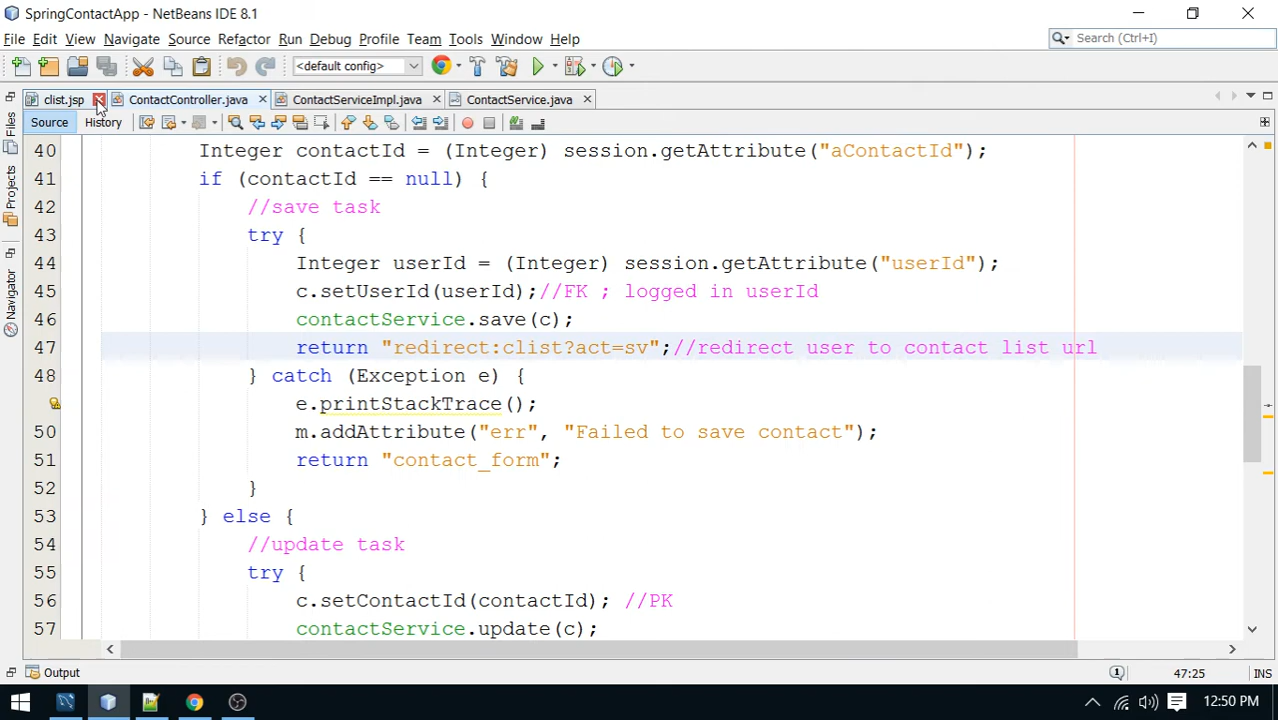 SpringContactApp - NetBeans IDE 8.1
File Edit View Navigate Source Refactor Run Debug Profile Team Tools Window Help
Search (Ctrl+I)
<default config>
clist.jsp ContactController.java ContactServiceImpl.java ContactService.java
Source History
Files
Projects
Navigator
40 Integer contactId = (Integer) session.getAttribute("aContactId");
41 if (contactId == null) {
42 //save task
43 try {
44 Integer userId = (Integer) session.getAttribute("userId");
45 c.setUserId(userId);//FK ; logged in userId
46 contactService.save(c);
47 return "redirect:clist?act=sv";//redirect user to contact list url
48 } catch (Exception e) {
e.printStackTrace();
50 m.addAttribute("err", "Failed to save contact");
51 return "contact_form";
52 }
53 } else {
54 //update task
55 try {
56 c.setContactId(contactId); //PK
57 contactService.update(c);
Output
1
47:25
12:50 PM